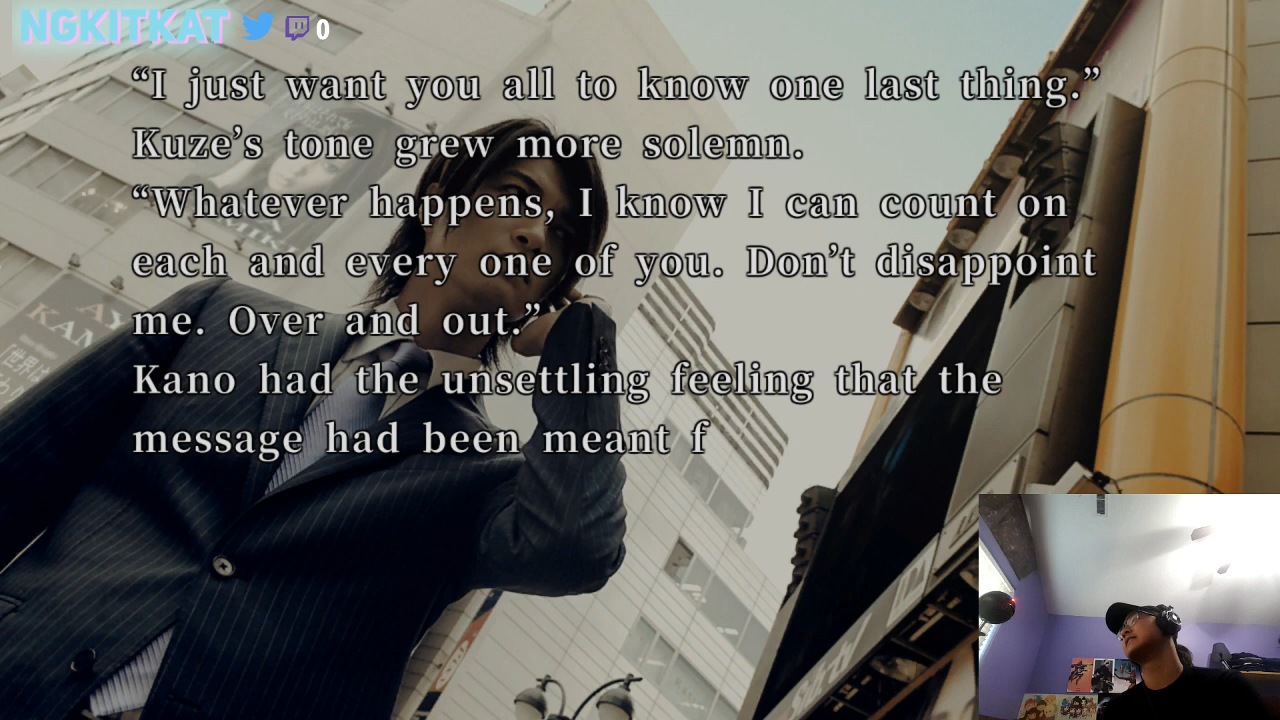 NGKITKAT 0
“I just want you all to know one last thing.”
Kuze’s tone grew more solemn.
“Whatever happens, I know I can count on
each and every one of you. Don’t disappoint
me. Over and out.”
Kano had the unsettling feeling that the
message had been meant f